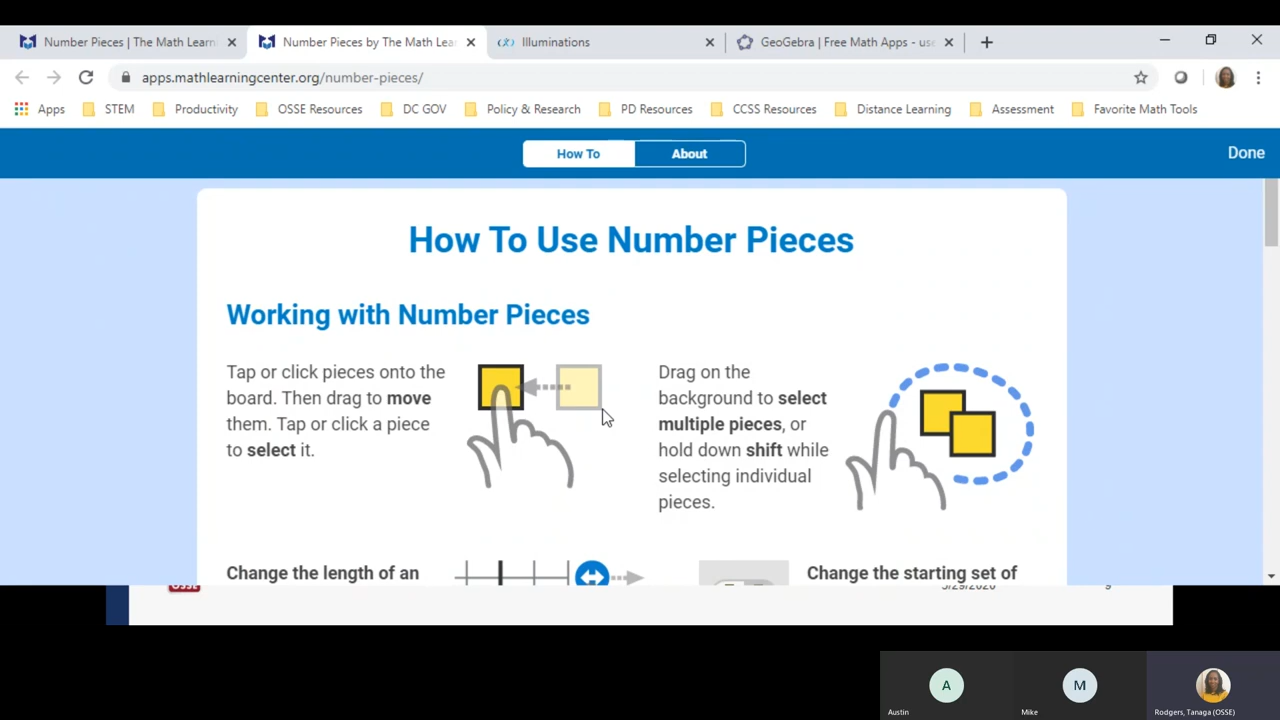 Number Pieces | The Math Learn
Number Pieces by The Math Lea
Illuminations
GeoGebra | Free Math Apps - use
apps.mathlearningcenter.org/number-pieces/
Apps
STEM
Productivity
OSSE Resources
DC GOV
Policy & Research
PD Resources
CCSS Resources
Distance Learning
Assessment
Favorite Math Tools
How To
About
Done
How To Use Number Pieces
Working with Number Pieces
Tap or click pieces onto the
board. Then drag to move
them. Tap or click a piece
to select it.
Drag on the
background to select
multiple pieces, or
hold down shift while
selecting individual
pieces.
Change the length of an
Change the starting set of
5/29/2020
9
A
Austin
M
Mike
Rodgers, Tanaga (OSSE)